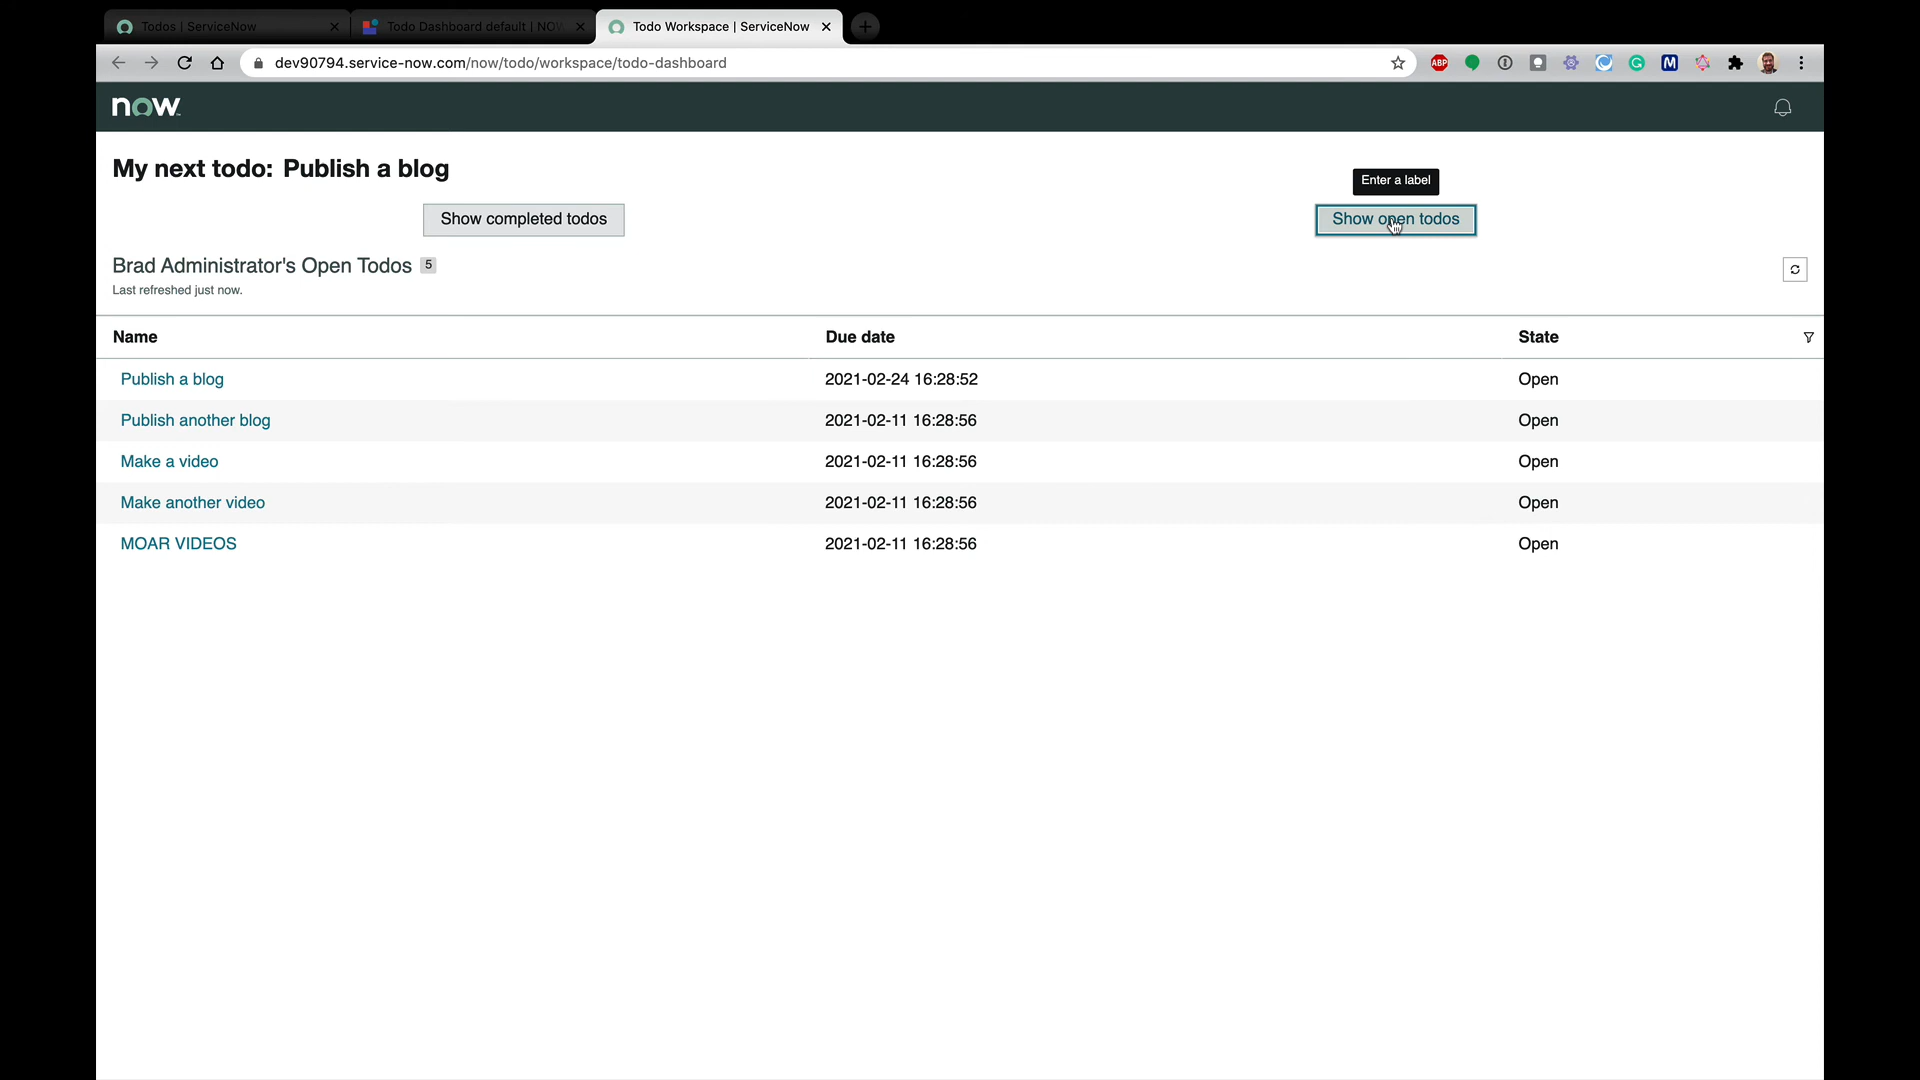 Todos | ServiceNow
Todo Dashboard default | NOW
Todo Workspace | ServiceNow
dev90794.service-now.com/now/todo/workspace/todo-dashboard
ABP
M
now
My next todo: Publish a blog
Enter a label
Show completed todos
Show open todos
Brad Administrator's Open Todos 5
Last refreshed just now.
Name Due date State
Publish a blog 2021-02-24 16:28:52 Open
Publish another blog 2021-02-11 16:28:56 Open
Make a video 2021-02-11 16:28:56 Open
Make another video 2021-02-11 16:28:56 Open
MOAR VIDEOS 2021-02-11 16:28:56 Open